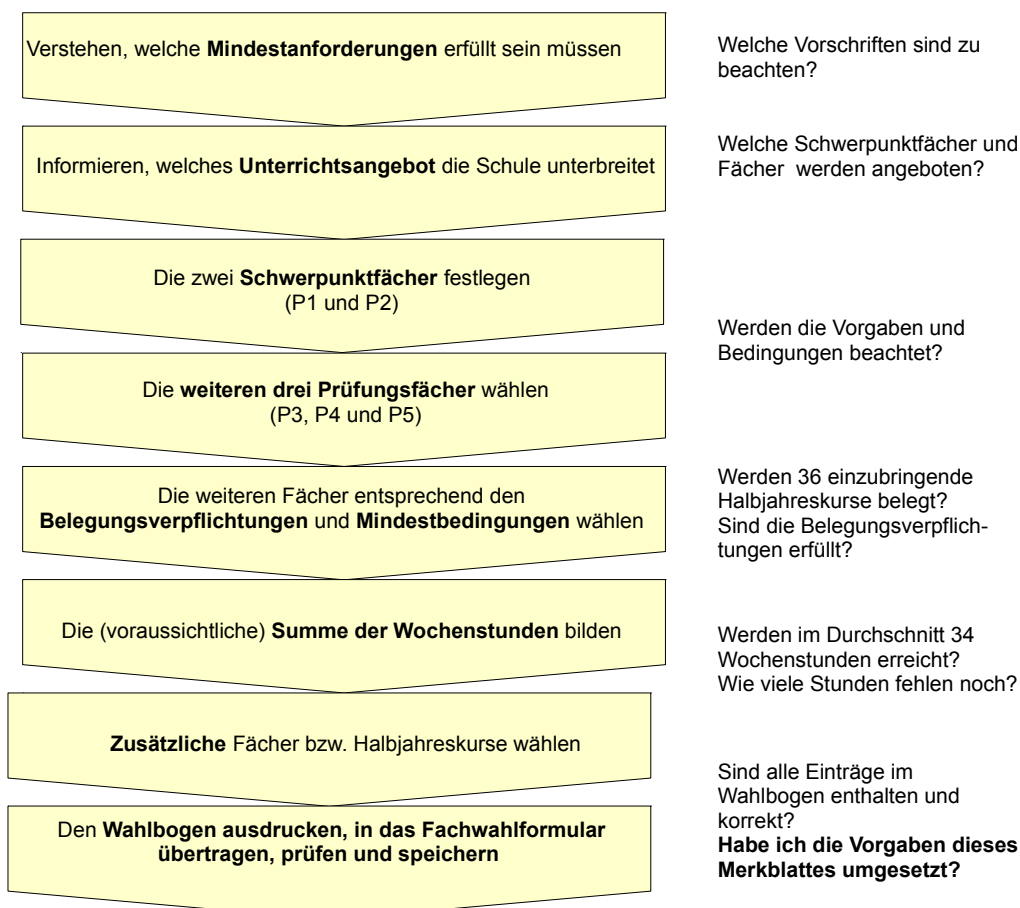 Verstehen, welche Mindestanforderungen erfüllt sein müssen
Welche Vorschriften sind zu
beachten?
Informieren, welches Unterrichtsangebot die Schule unterbreitet
Welche Schwerpunktfächer und
Fächer  werden angeboten?
Die zwei Schwerpunktfächer festlegen
(P1 und P2)
Werden die Vorgaben und
Bedingungen beachtet?
Die weiteren drei Prüfungsfächer wählen
(P3, P4 und P5)
Die weiteren Fächer entsprechend den
Belegungsverpflichtungen und Mindestbedingungen wählen
Werden 36 einzubringende
Halbjahreskurse belegt?
Sind die Belegungsverpflich-
tungen erfüllt?
Die (voraussichtliche) Summe der Wochenstunden bilden
Werden im Durchschnitt 34
Wochenstunden erreicht?
Wie viele Stunden fehlen noch?
Zusätzliche Fächer bzw. Halbjahreskurse wählen
Den Wahlbogen ausdrucken, in das Fachwahlformular
übertragen, prüfen und speichern
Sind alle Einträge im
Wahlbogen enthalten und
korrekt?
Habe ich die Vorgaben dieses
Merkblattes umgesetzt?